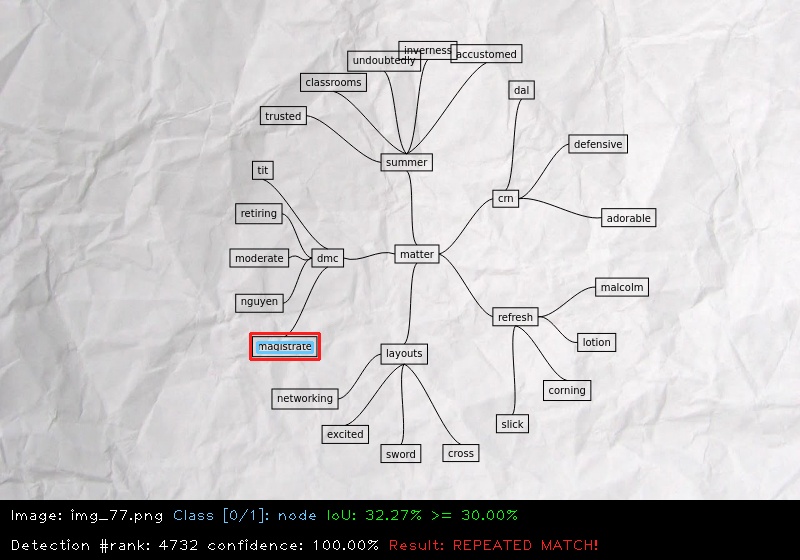 inverness
undoubtedly
accustomed
classrooms
dal
trusted
defensive
summer
tit
crn
retiring
adorable
moderate
dmc
matter
malcolm
nguyen
refresh
magistrate
lotion
layouts
corning
networking
slick
excited
sword
cross
Image: img_77.png Class [0/1]: node IoU: 32.27% >= 30.00%
Detection #rank: 4732 confidence: 100.00% Result: REPEATED MATCH!